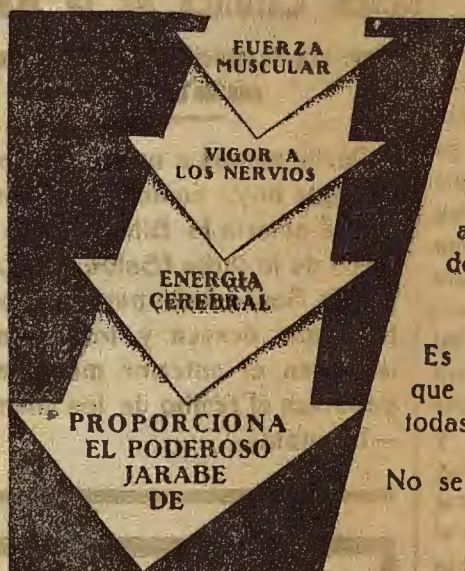 FUERZA
MUSCULAR
VIGOR A
LOS NERVIOS
ENERGIA
CEREBRAL
PROPORCIONA
EL PODEROSO
JARABE
DE
a
de
Es
que
todas
No se